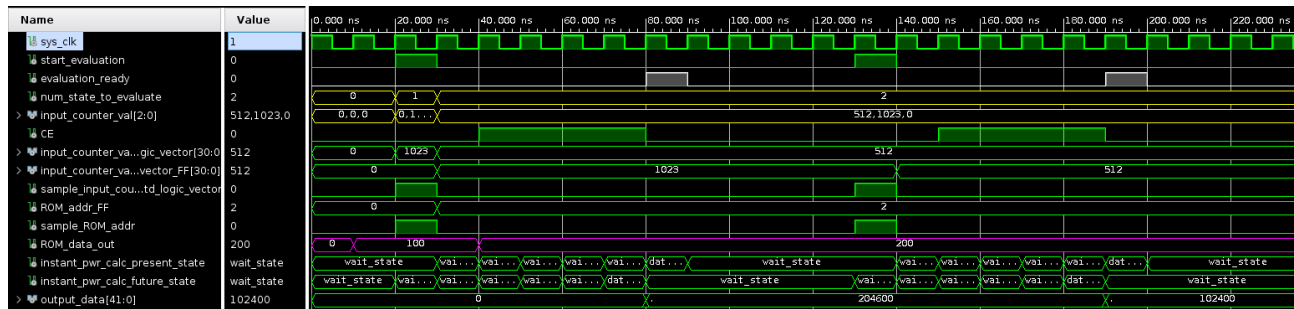 Name Value 0.000 ns 20.000 ns 40.000 ns 60.000 ns 80.000 ns 100.000 ns 120.000 ns 140.000 ns 160.000 ns 180.000 ns 200.000 ns 220.000 ns
sys_clk 1
start_evaluation 0
evaluation_ready 0
num_state_to_evaluate 2 0 1 2
> input_counter_val[2:0] 512,1023,0 0,0,0 0,1... 512,1023,0
CE 0
> input_counter_va...gic_vector[30:0 512 0 1023 512
> input_counter_va...vector_FF[30:0] 512 0 1023 512
sample_input_cou...td_logic_vector 0
ROM_addr_FF 2 0 2
sample_ROM_addr 0
ROM_data_out 200 0 100 200
instant_pwr_calc_present_state wait_state wait_state wai... wai... wai... wai... wai... dat... wait_state wai... wai... wai... wai... wai... dat... wait_state
instant_pwr_calc_future_state wait_state wait_state wai... wai... wai... wai... wai... dat... wait_state wai... wai... wai... wai... wai... dat... wait_state
> output_data[41:0] 102400 0 . 204600 . 102400